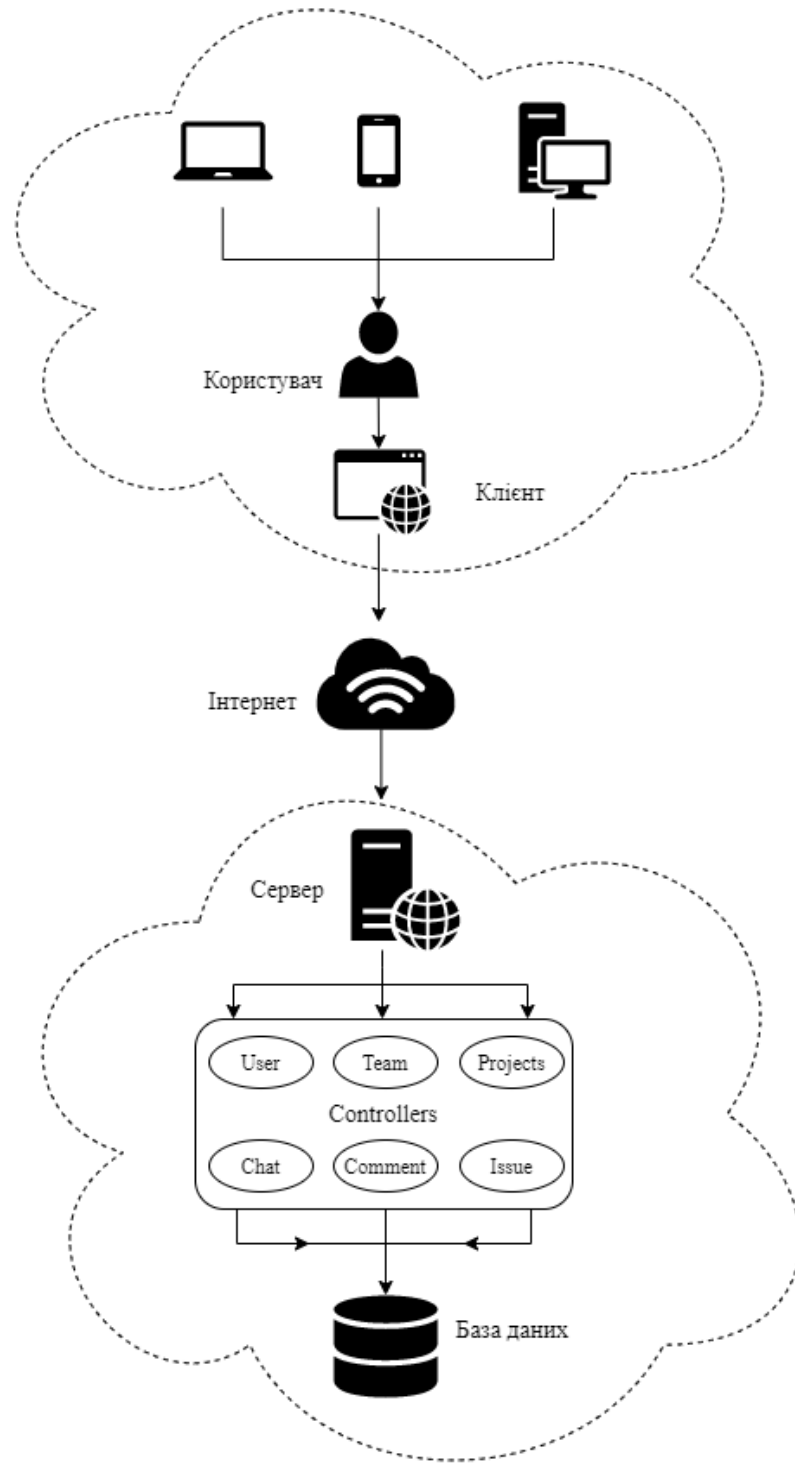 Користувач
Клієнт
Інтернет
Сервер
User
Team
Projects
Controllers
Chat
Comment
Issue
База даних